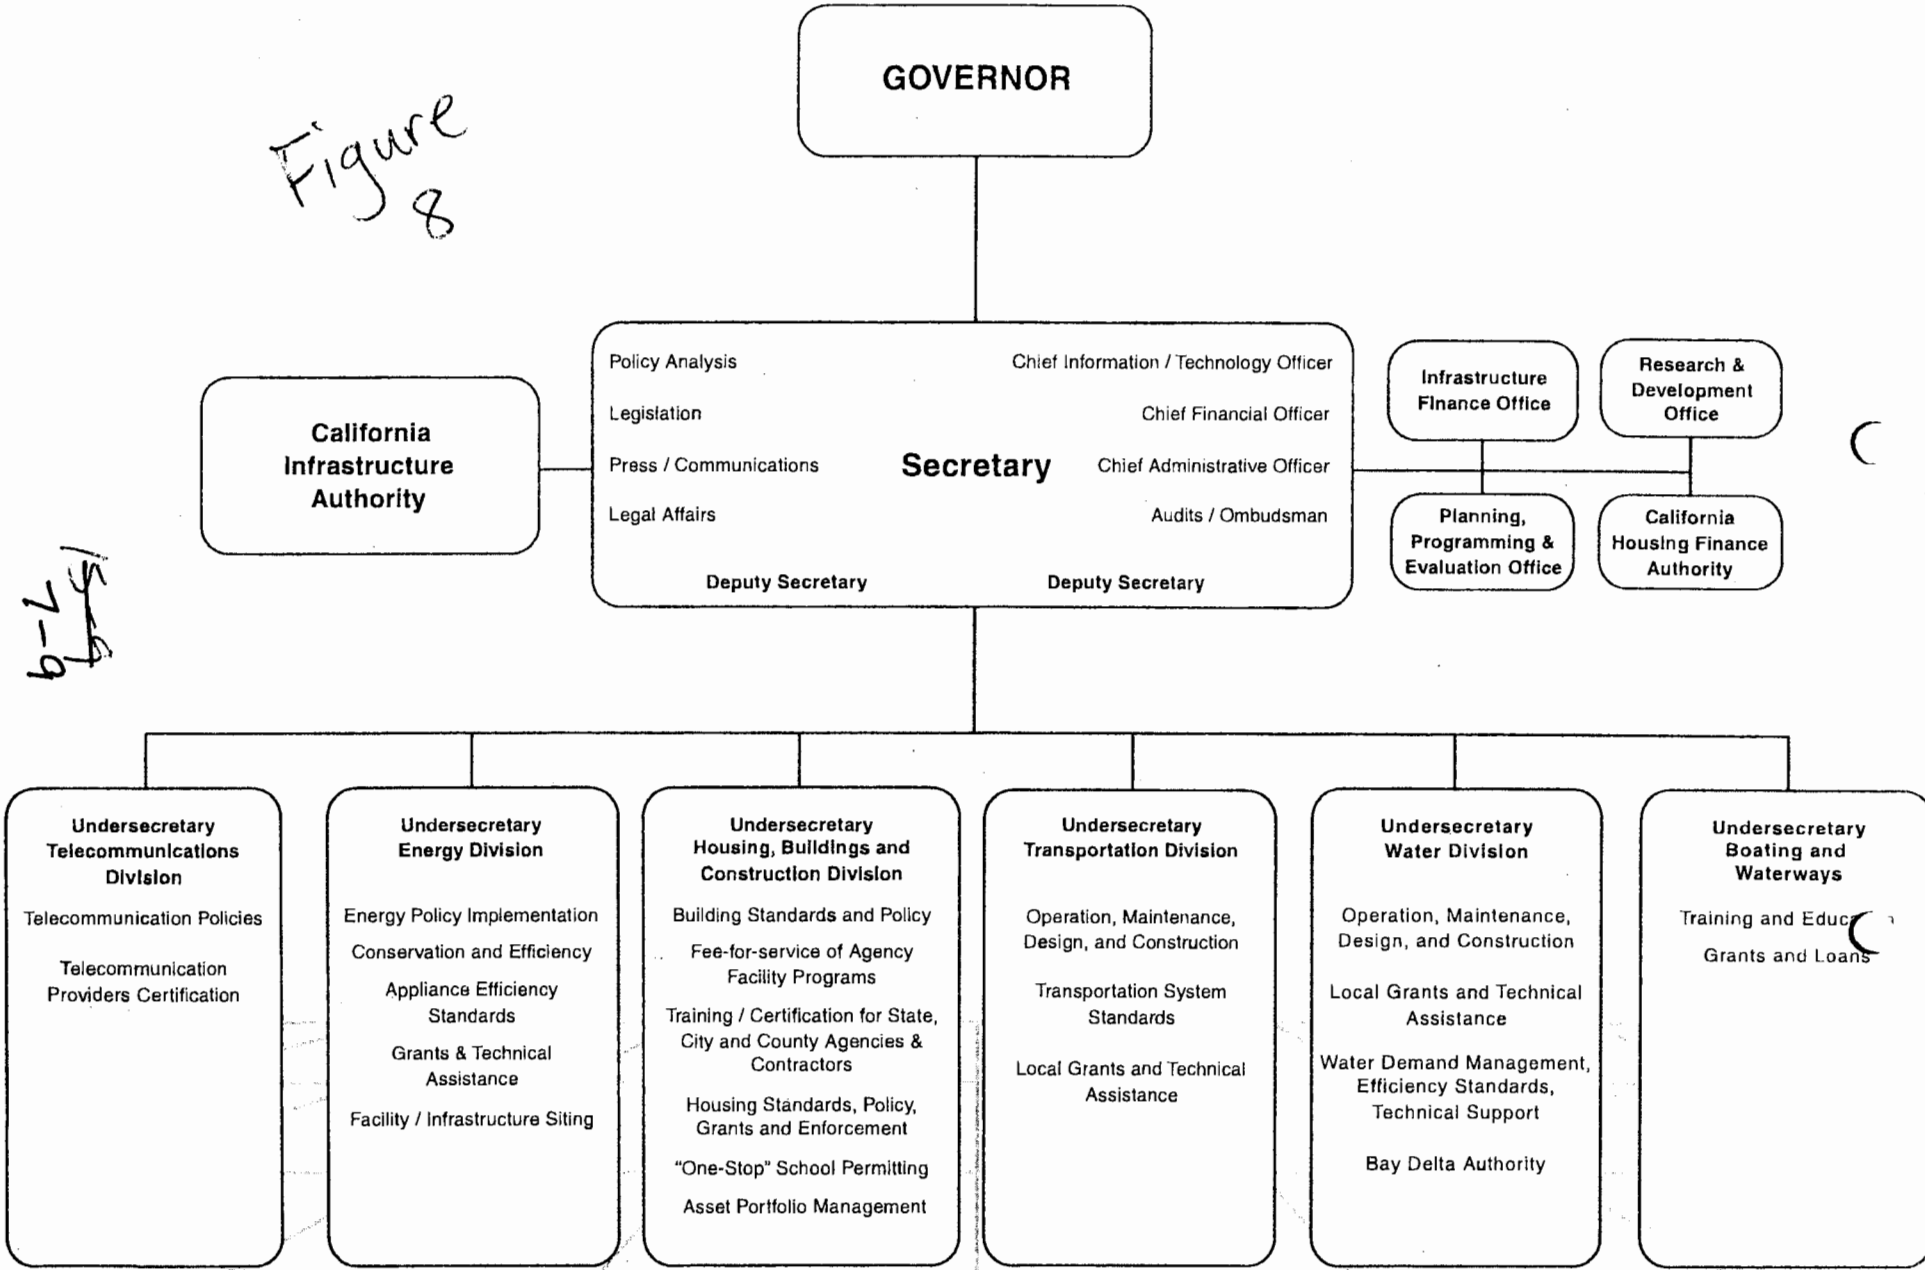 Figure
8
GOVERNOR
California
Infrastructure
Authority
Policy Analysis
Legislation
Press / Communications
Legal Affairs
Secretary
Chief Information / Technology Officer
Chief Financial Officer
Chief Administrative Officer
Audits / Ombudsman
Deputy Secretary
Deputy Secretary
Infrastructure
Finance Office
Research &
Development
Office
Planning,
Programming &
Evaluation Office
California
Housing Finance
Authority
Undersecretary
Telecommunications
Division
Telecommunication Policies
Telecommunication
Providers Certification
Undersecretary
Energy Division
Energy Policy Implementation
Conservation and Efficiency
Appliance Efficiency
Standards
Grants & Technical
Assistance
Facility / Infrastructure Siting
Undersecretary
Housing, Buildings and
Construction Division
Building Standards and Policy
Fee-for-service of Agency
Facility Programs
Training / Certification for State,
City and County Agencies &
Contractors
Housing Standards, Policy,
Grants and Enforcement
"One-Stop" School Permitting
Asset Portfolio Management
Undersecretary
Transportation Division
Operation, Maintenance,
Design, and Construction
Transportation System
Standards
Local Grants and Technical
Assistance
Undersecretary
Water Division
Operation, Maintenance,
Design, and Construction
Local Grants and Technical
Assistance
Water Demand Management,
Efficiency Standards,
Technical Support
Bay Delta Authority
Undersecretary
Boating and
Waterways
Training and
Grants and Loans